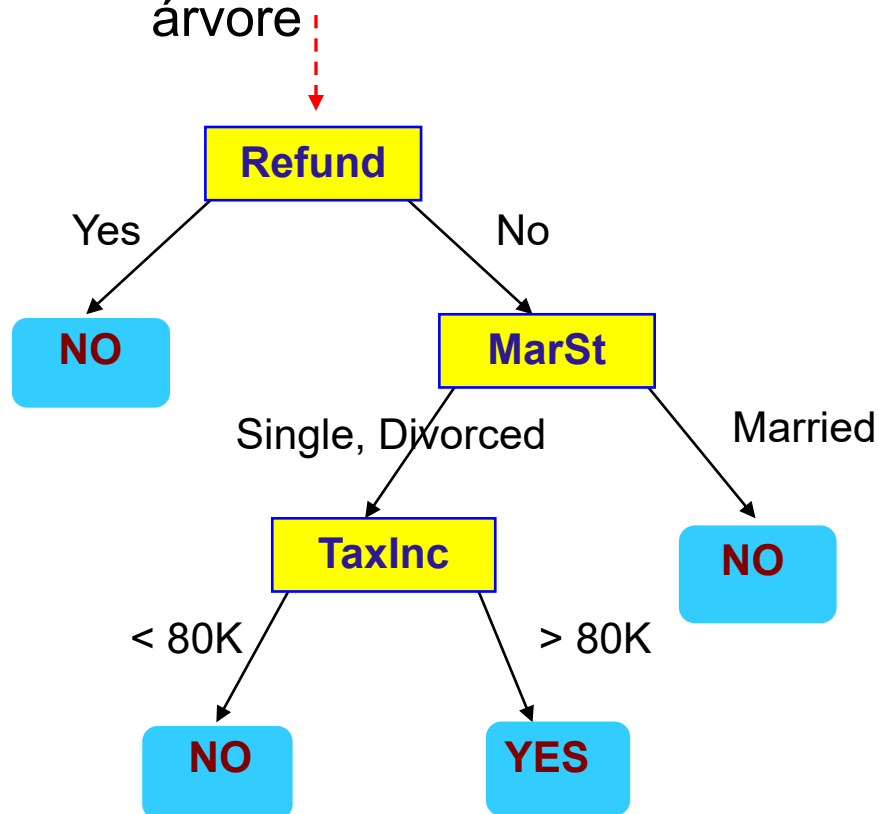 árvore
Refund
Yes
No
NO
MarSt
Single, Divorced
Married
TaxInc
NO
< 80K
> 80K
NO
YES